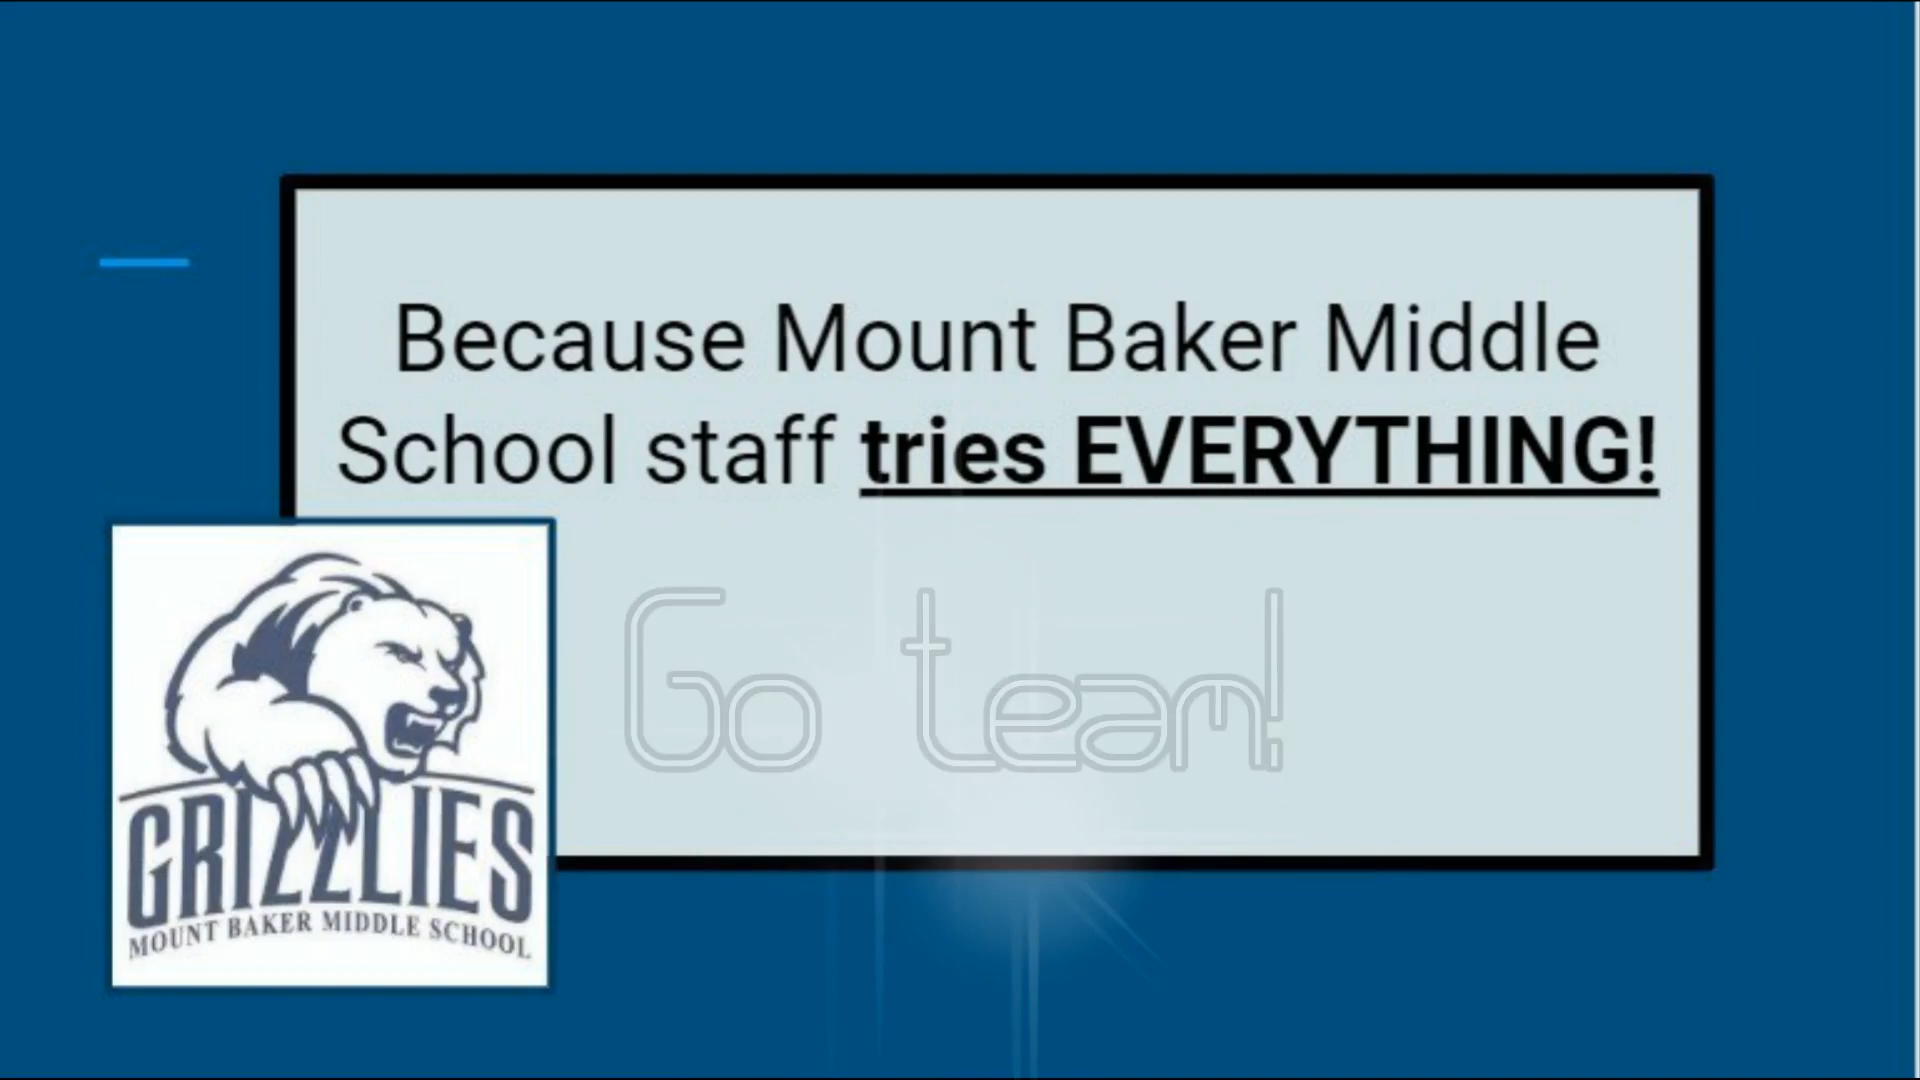 Because Mount Baker Middle
School staff tries EVERYTHING!
Go team!
GRIZZLIES
MOUNT BAKER MIDDLE SCHOOL